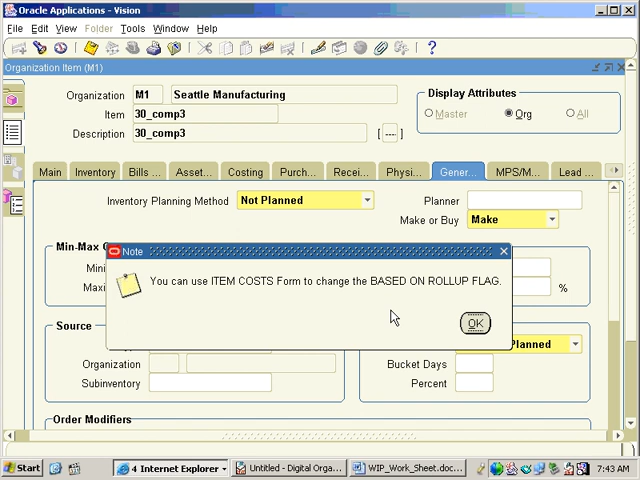 Oracle Applications - Vision
File Edit View Folder Tools Window Help
Organization Item (M1)
Organization M1 Seattle Manufacturing
Item 30_comp3
Description 30_comp3 [ ---- ]
Display Attributes
Master Org All
Main Inventory Bills ... Asset... Costing Purch... Recei... Physi... Gener... MPS/M... Lead ...
Inventory Planning Method Not Planned
Planner
Make or Buy Make
Min-Max
Mini
Maxi
%
Note
You can use ITEM COSTS Form to change the BASED ON ROLLUP FLAG.
OK
Source
Planned
Organization
Subinventory
Bucket Days
Percent
Order Modifiers
Start
4 Internet Explorer
Untitled - Digital Orga...
WIP_Work_Sheet.doc...
7:43 AM